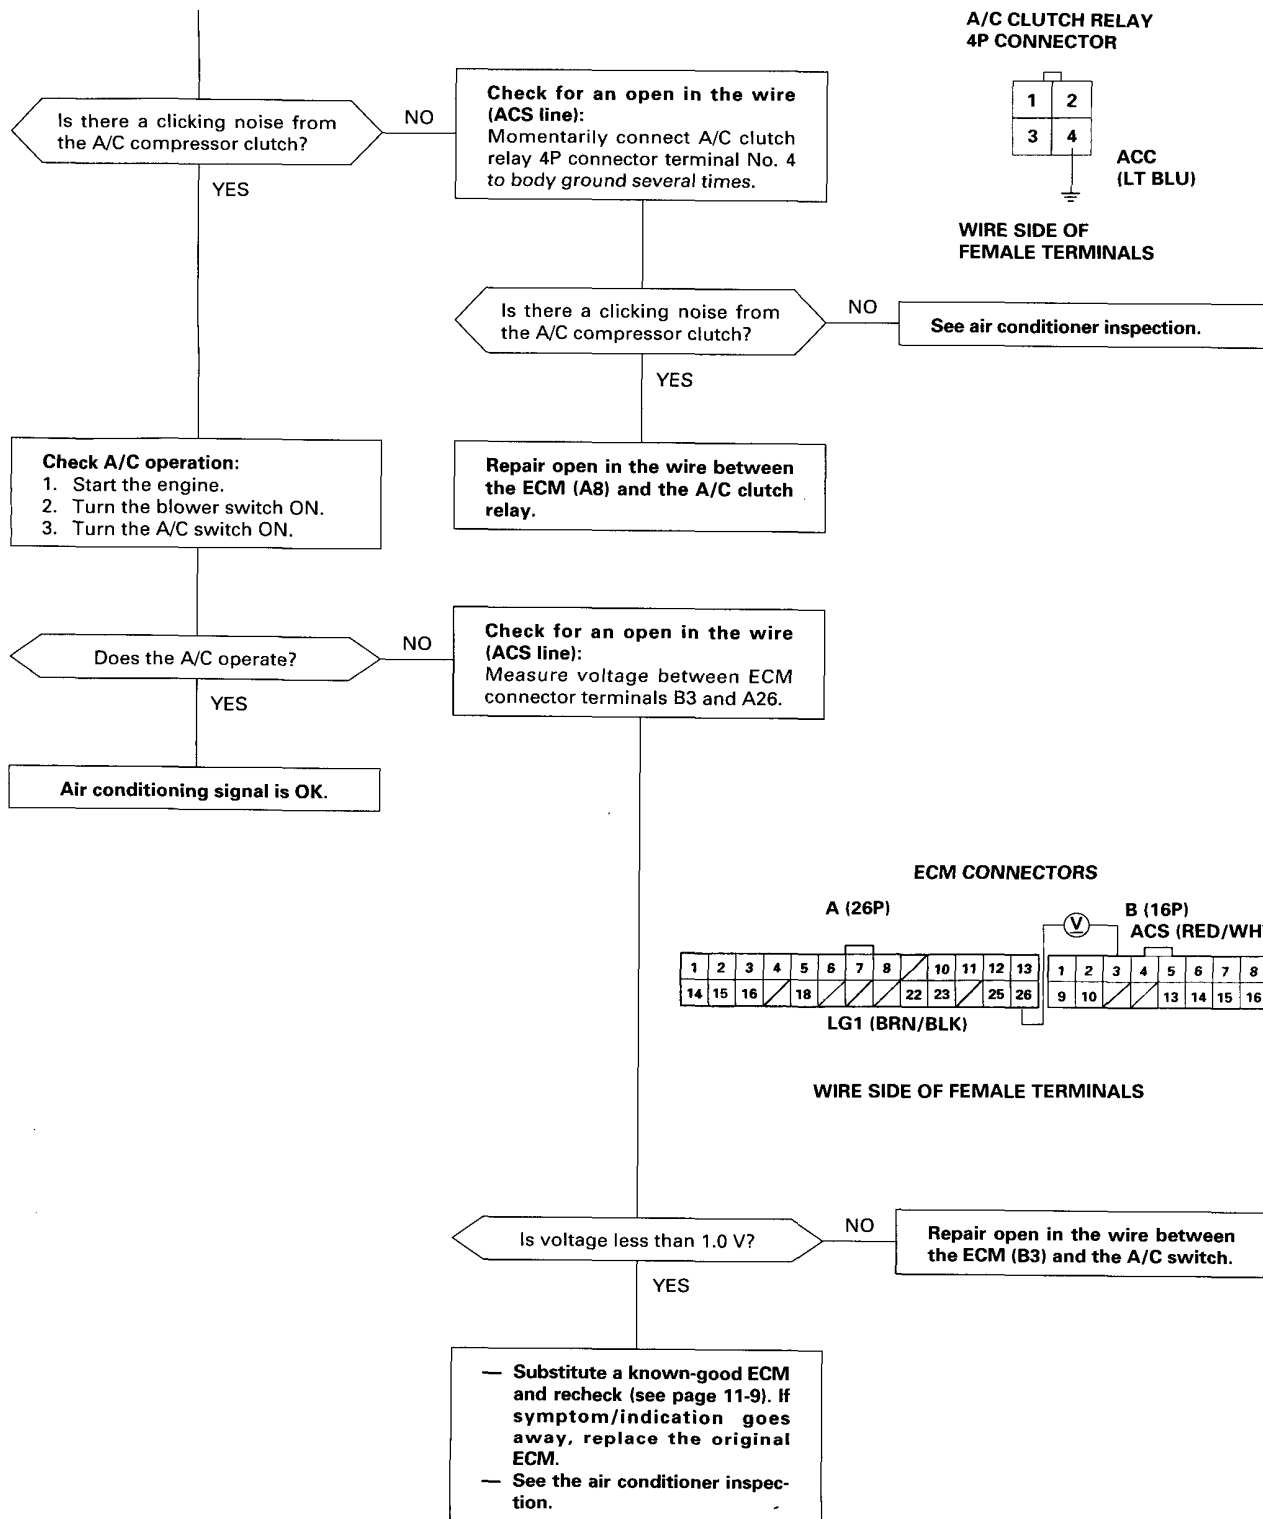 A/C CLUTCH RELAY
4P CONNECTOR
1 2
3 4
ACC
(LT BLU)
WIRE SIDE OF
FEMALE TERMINALS
Is there a clicking noise from
the A/C compressor clutch?
NO
YES
Check for an open in the wire
(ACS line):
Momentarily connect A/C clutch
relay 4P connector terminal No. 4
to body ground several times.
Is there a clicking noise from
the A/C compressor clutch?
NO
See air conditioner inspection.
YES
Repair open in the wire between
the ECM (A8) and the A/C clutch
relay.
Check A/C operation:
1. Start the engine.
2. Turn the blower switch ON.
3. Turn the A/C switch ON.
Does the A/C operate?
NO
YES
Air conditioning signal is OK.
Check for an open in the wire
(ACS line):
Measure voltage between ECM
connector terminals B3 and A26.
ECM CONNECTORS
A (26P)
V
B (16P)
ACS (RED/WH
1 2 3 4 5 6 7 8 10 11 12 13
14 15 16 18 22 23 25 26
1 2 3 4 5 6 7 8
9 10 13 14 15 16
LG1 (BRN/BLK)
WIRE SIDE OF FEMALE TERMINALS
Is voltage less than 1.0 V?
NO
Repair open in the wire between
the ECM (B3) and the A/C switch.
YES
— Substitute a known-good ECM
and recheck (see page 11-9). If
symptom/indication goes
away, replace the original
ECM.
— See the air conditioner inspec-
tion.